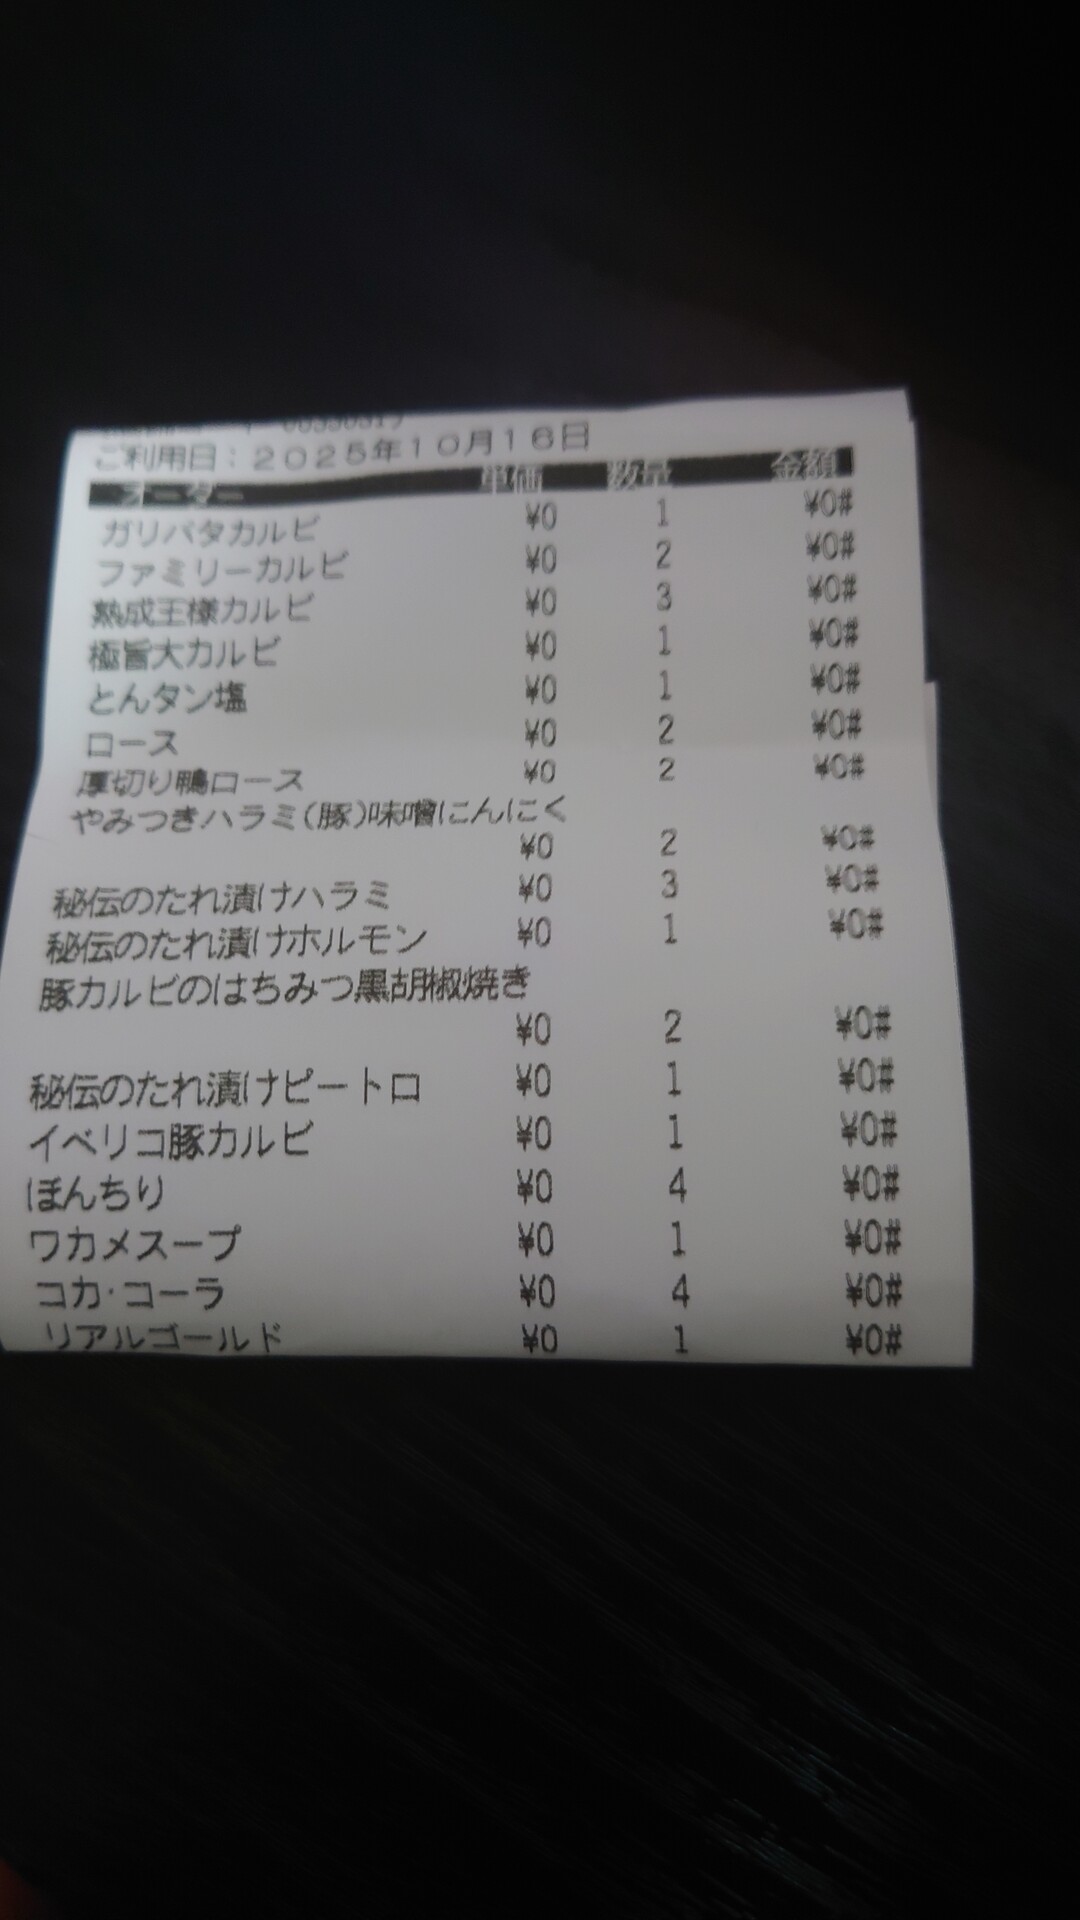 ご利用日：2025年10月16日
オーダー 単価 数量 金額
ガリバタカルビ ¥0 1 ¥0#
ファミリーカルビ ¥0 2 ¥0#
熟成王様カルビ ¥0 3 ¥0#
極旨大カルビ ¥0 1 ¥0#
とんタン塩 ¥0 1 ¥0#
ロース ¥0 2 ¥0#
厚切り鴨ロース ¥0 2 ¥0#
やみつきハラミ(豚)味噌にんにく
¥0 2 ¥0#
秘伝のたれ漬けハラミ ¥0 3 ¥0#
秘伝のたれ漬けホルモン ¥0 1 ¥0#
豚カルビのはちみつ黒胡椒焼き
¥0 2 ¥0#
秘伝のたれ漬けピートロ ¥0 1 ¥0#
イベリコ豚カルビ ¥0 1 ¥0#
ぼんちり ¥0 4 ¥0#
ワカメスープ ¥0 1 ¥0#
コカ・コーラ ¥0 4 ¥0#
リアルゴールド ¥0 1 ¥0#